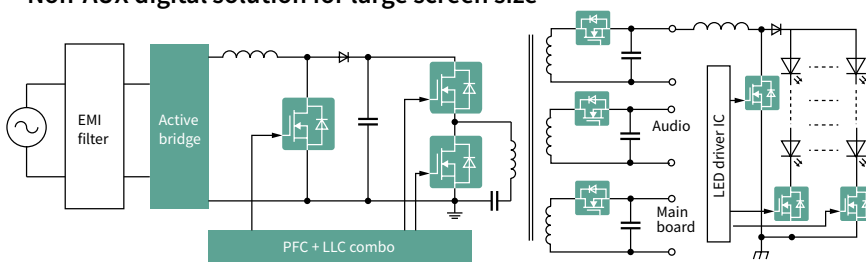 Non-AUX digital solution for large screen size
EMI
filter
Active
bridge
PFC + LLC combo
Audio
Main
board
LED driver IC